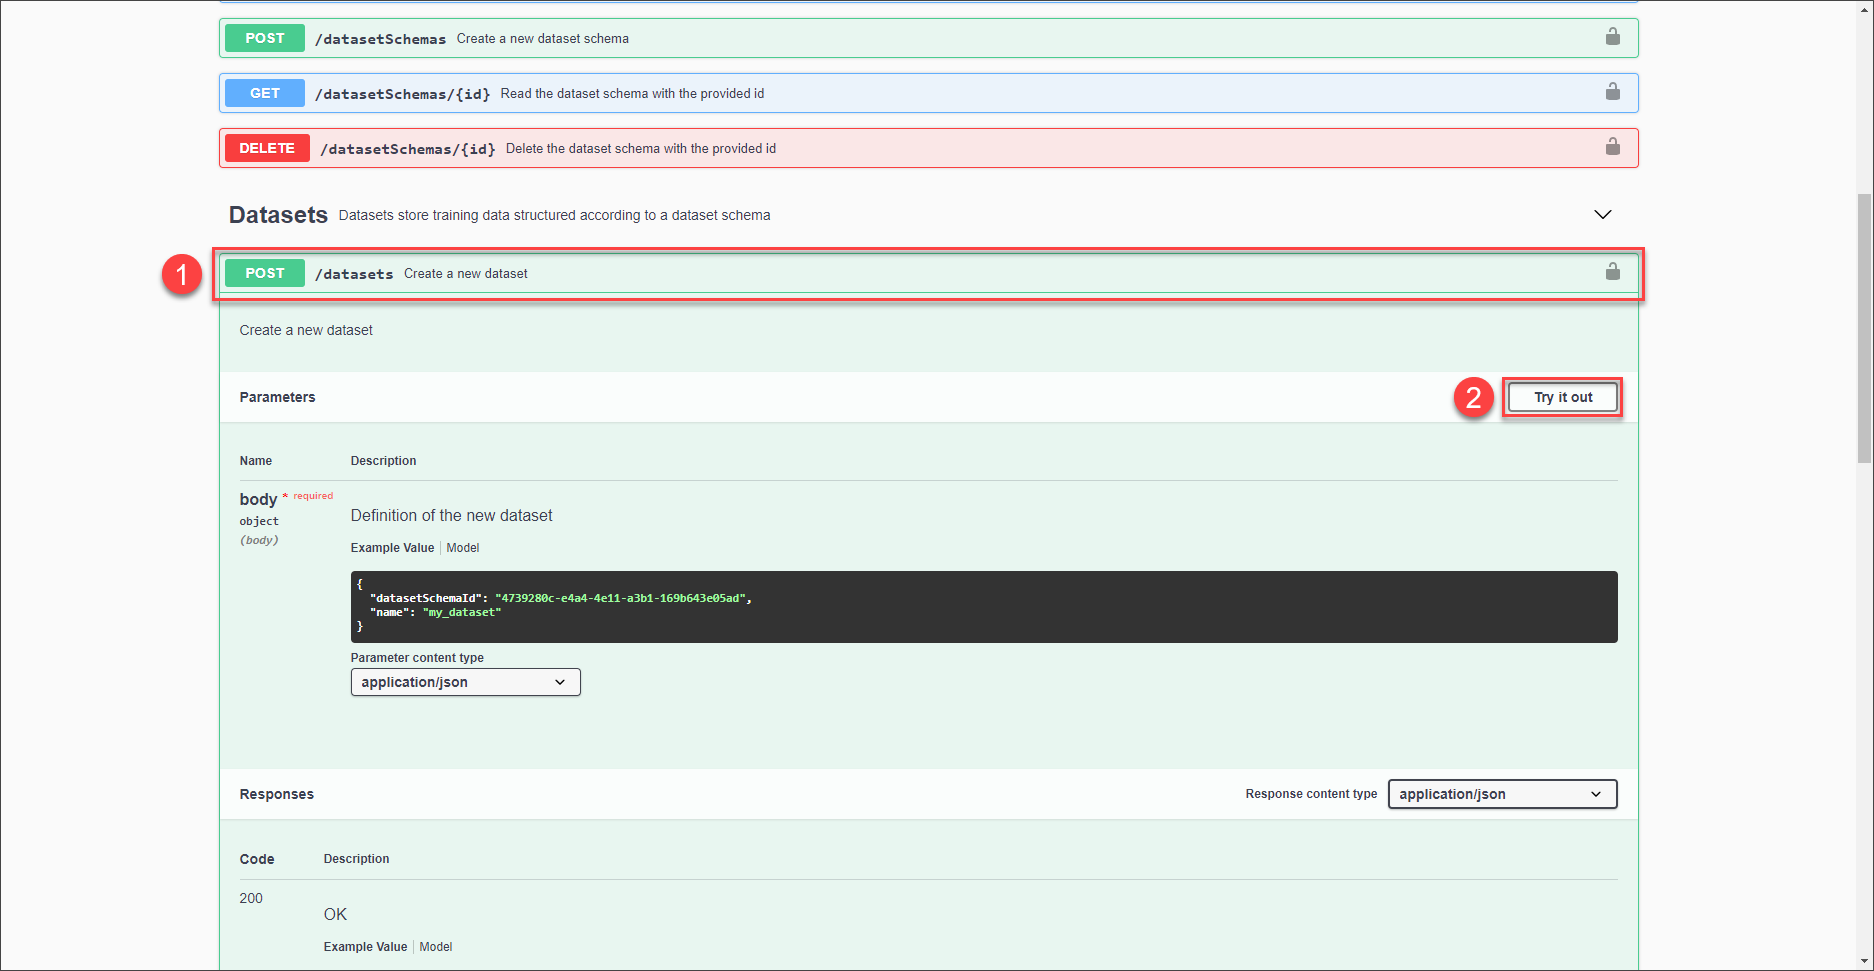 POST /datasetSchemas Create a new dataset schema
GET /datasetSchemas/{id} Read the dataset schema with the provided id
DELETE /datasetSchemas/{id} Delete the dataset schema with the provided id
Datasets Datasets store training data structured according to a dataset schema
1 POST /datasets Create a new dataset
Create a new dataset
Parameters 2 Try it out
Name Description
body * required
object
(body)
Definition of the new dataset
Example Value Model
{
"datasetSchemaId": "4739280c-e4a4-4e11-a3b1-169b643e05ad",
"name": "my_dataset"
}
Parameter content type
application/json
Responses Response content type application/json
Code Description
200
OK
Example Value Model